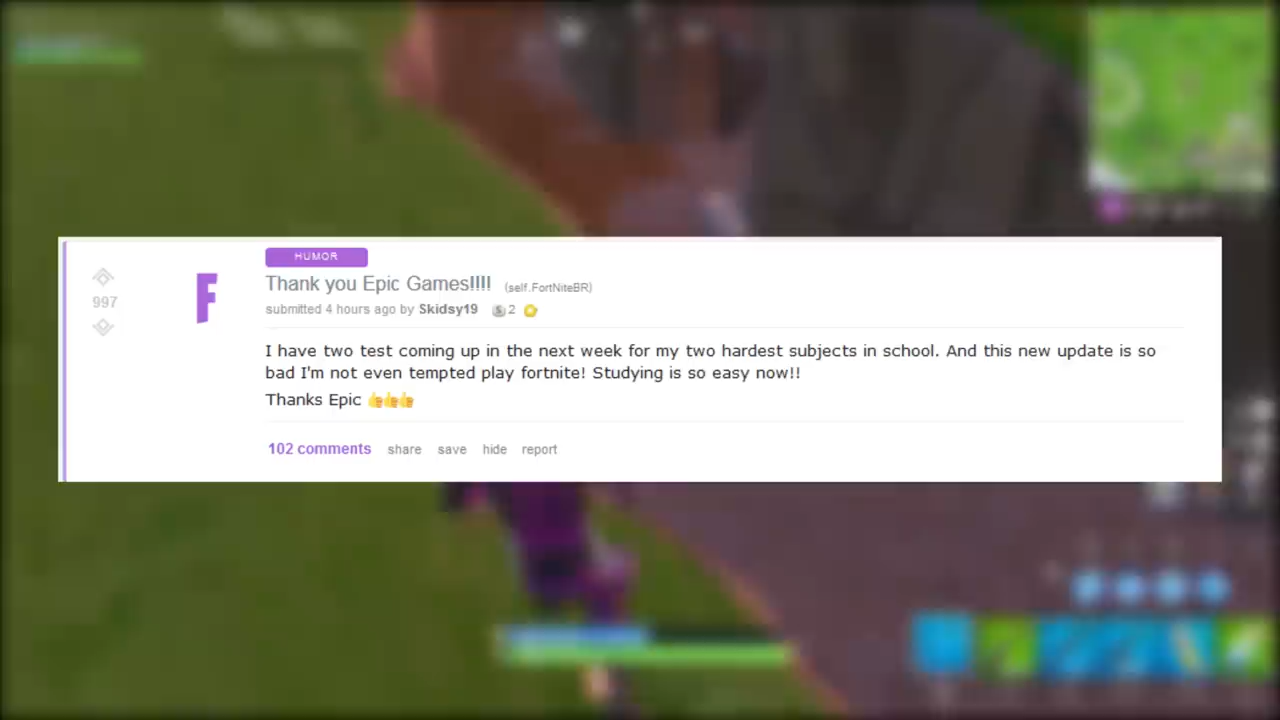 HUMOR
Thank you Epic Games!!!! (self.FortNiteBR)
997
submitted 4 hours ago by Skidsy19 S 2
I have two test coming up in the next week for my two hardest subjects in school. And this new update is so
bad I'm not even tempted play fortnite! Studying is so easy now!!
Thanks Epic 👍👍👍
102 comments share save hide report